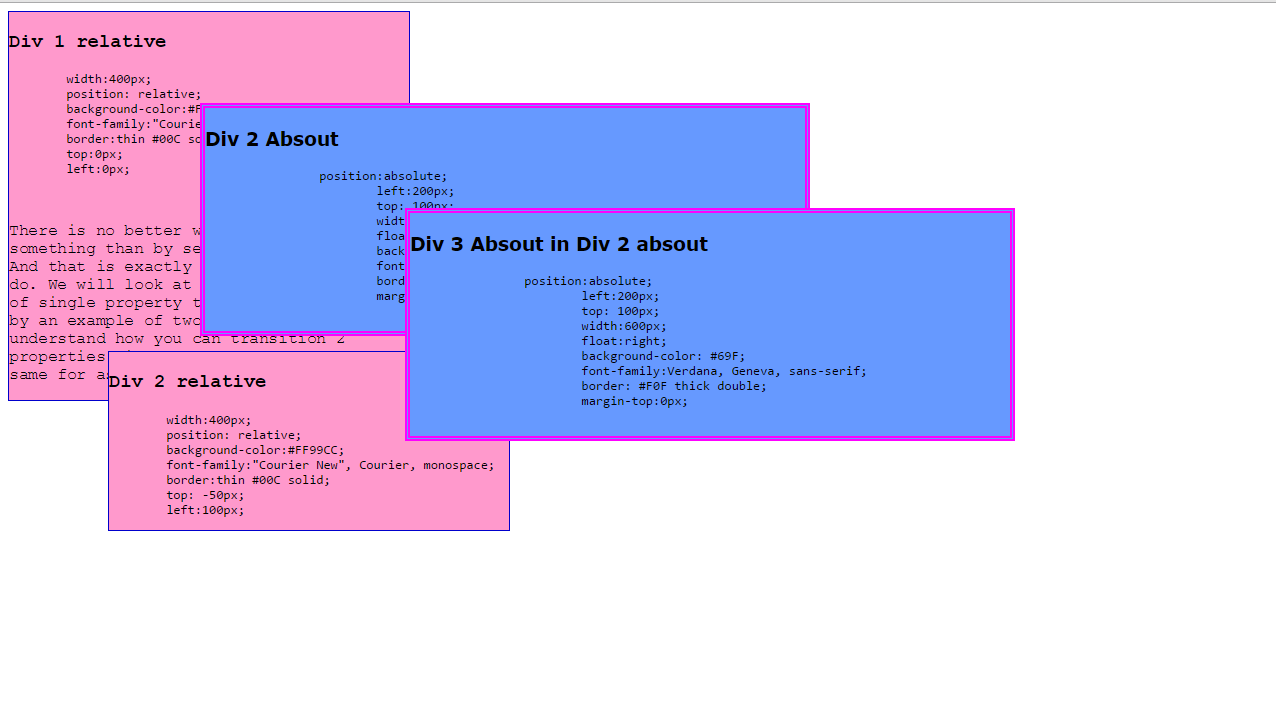 Div 1 relative
width:400px;
position: relative;
background-color:#F
font-family:"Courie
border:thin #00C so
top:0px;
left:0px;
There is no better w
something than by se
And that is exactly
do. We will look at
of single property t
by an example of two
understand how you can transition 2
properties
same for a
Div 2 Absout
position:absolute;
left:200px;
top: 100px;
widt
floa
back
font
bord
marg
Div 3 Absout in Div 2 absout
position:absolute;
left:200px;
top: 100px;
width:600px;
float:right;
background-color: #69F;
font-family:Verdana, Geneva, sans-serif;
border: #F0F thick double;
margin-top:0px;
Div 2 relative
width:400px;
position: relative;
background-color:#FF99CC;
font-family:"Courier New", Courier, monospace;
border:thin #00C solid;
top: -50px;
left:100px;